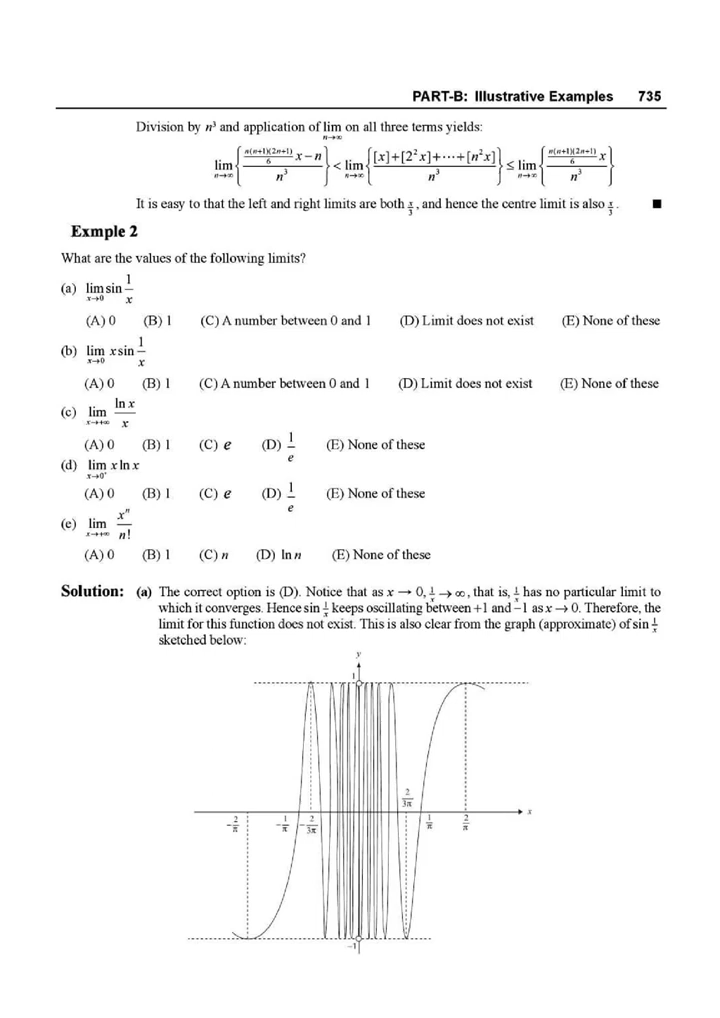 PART-B: Illustrative Examples 735
Division by n³ and application of lim on all three terms yields:
n→∞
lim n→∞ { (n(n+1)(2n+1)/6 x − n) / n³ } < lim n→∞ { ([x]+[2²x]+⋯+[n²x]) / n³ } ≤ lim n→∞ { (n(n+1)(2n+1)/6 x) / n³ }
It is easy to that the left and right limits are both x/3, and hence the centre limit is also x/3. ■
Exmple 2
What are the values of the following limits?
(a) lim x→0 sin 1/x
(A) 0 (B) 1 (C) A number between 0 and 1 (D) Limit does not exist (E) None of these
(b) lim x→0 x sin 1/x
(A) 0 (B) 1 (C) A number between 0 and 1 (D) Limit does not exist (E) None of these
(c) lim x→+∞ ln x / x
(A) 0 (B) 1 (C) e (D) 1/e (E) None of these
(d) lim x→0⁺ x ln x
(A) 0 (B) 1 (C) e (D) 1/e (E) None of these
(e) lim x→+∞ xⁿ / n!
(A) 0 (B) 1 (C) n (D) ln n (E) None of these
Solution: (a) The correct option is (D). Notice that as x → 0, 1/x → ∞, that is, 1/x has no particular limit to
which it converges. Hence sin 1/x keeps oscillating between +1 and −1 as x → 0. Therefore, the
limit for this function does not exist. This is also clear from the graph (approximate) of sin 1/x
sketched below:
y
1
2/3π
x
−2/π −1/π −2/3π 1/π 2/π
−1